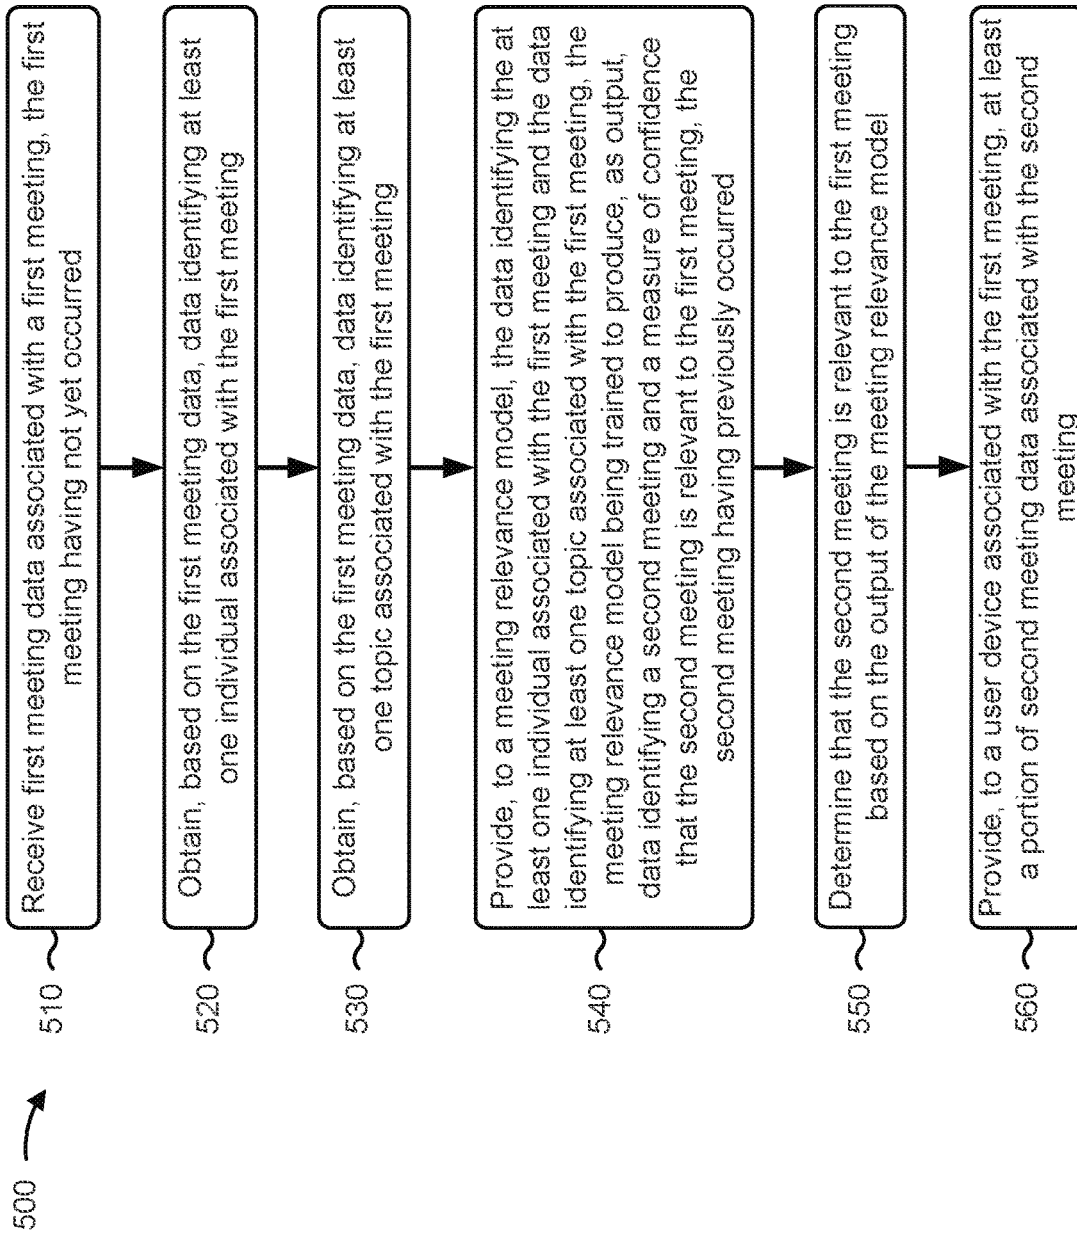 500
510
Receive first meeting data associated with a first meeting, the first
meeting having not yet occurred
520
Obtain, based on the first meeting data, data identifying at least
one individual associated with the first meeting
530
Obtain, based on the first meeting data, data identifying at least
one topic associated with the first meeting
540
Provide, to a meeting relevance model, the data identifying the at
least one individual associated with the first meeting and the data
identifying at least one topic associated with the first meeting, the
meeting relevance model being trained to produce, as output,
data identifying a second meeting and a measure of confidence
that the second meeting is relevant to the first meeting, the
second meeting having previously occurred
550
Determine that the second meeting is relevant to the first meeting
based on the output of the meeting relevance model
560
Provide, to a user device associated with the first meeting, at least
a portion of second meeting data associated with the second
meeting